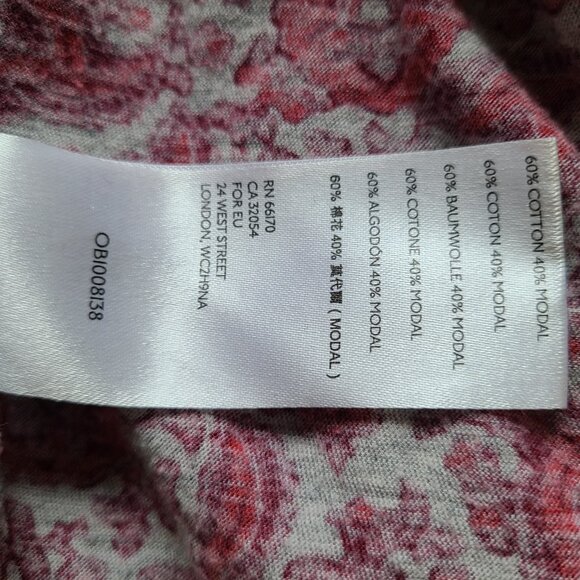 60% COTTON 40% MODAL
60% COTON 40% MODAL
60% BAUMWOLLE 40% MODAL
60% COTONE 40% MODAL
60% ALGODÓN 40% MODAL
60% 棉花 40% 莫代爾 ( MODAL )
RN 66170
CA 32054
FOR EU
24 WEST STREET
LONDON, WC2H9NA
OB1008138